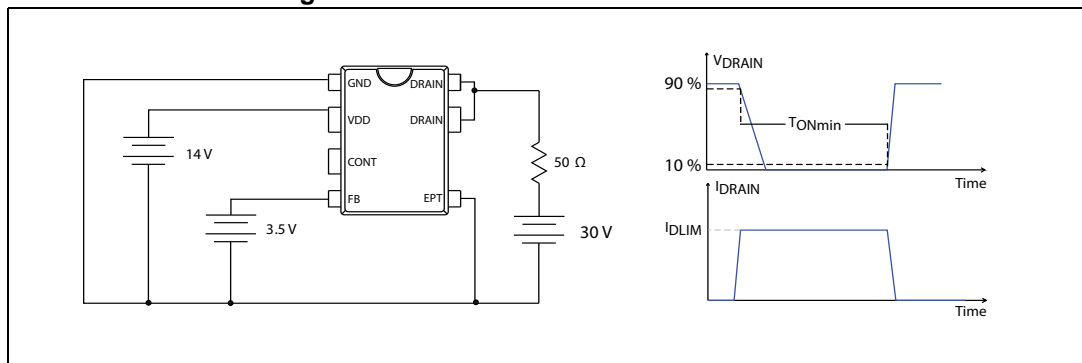 GND DRAIN
VDD DRAIN
CONT
FB EPT
14 V
3.5 V
50 Ω
30 V
VDRAIN
90 %
TONmin
10 %
Time
IDRAIN
IDLIM
Time